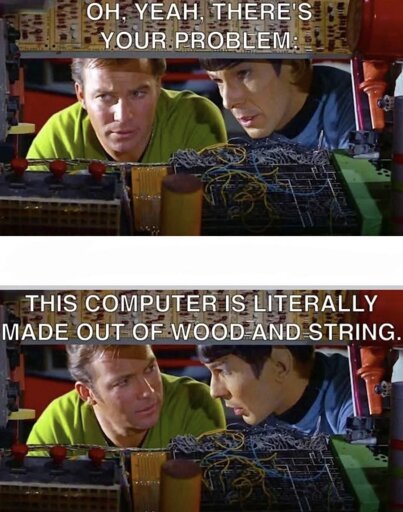 OH, YEAH, THERE'S
YOUR PROBLEM:
THIS COMPUTER IS LITERALLY
MADE OUT OF WOOD AND STRING.